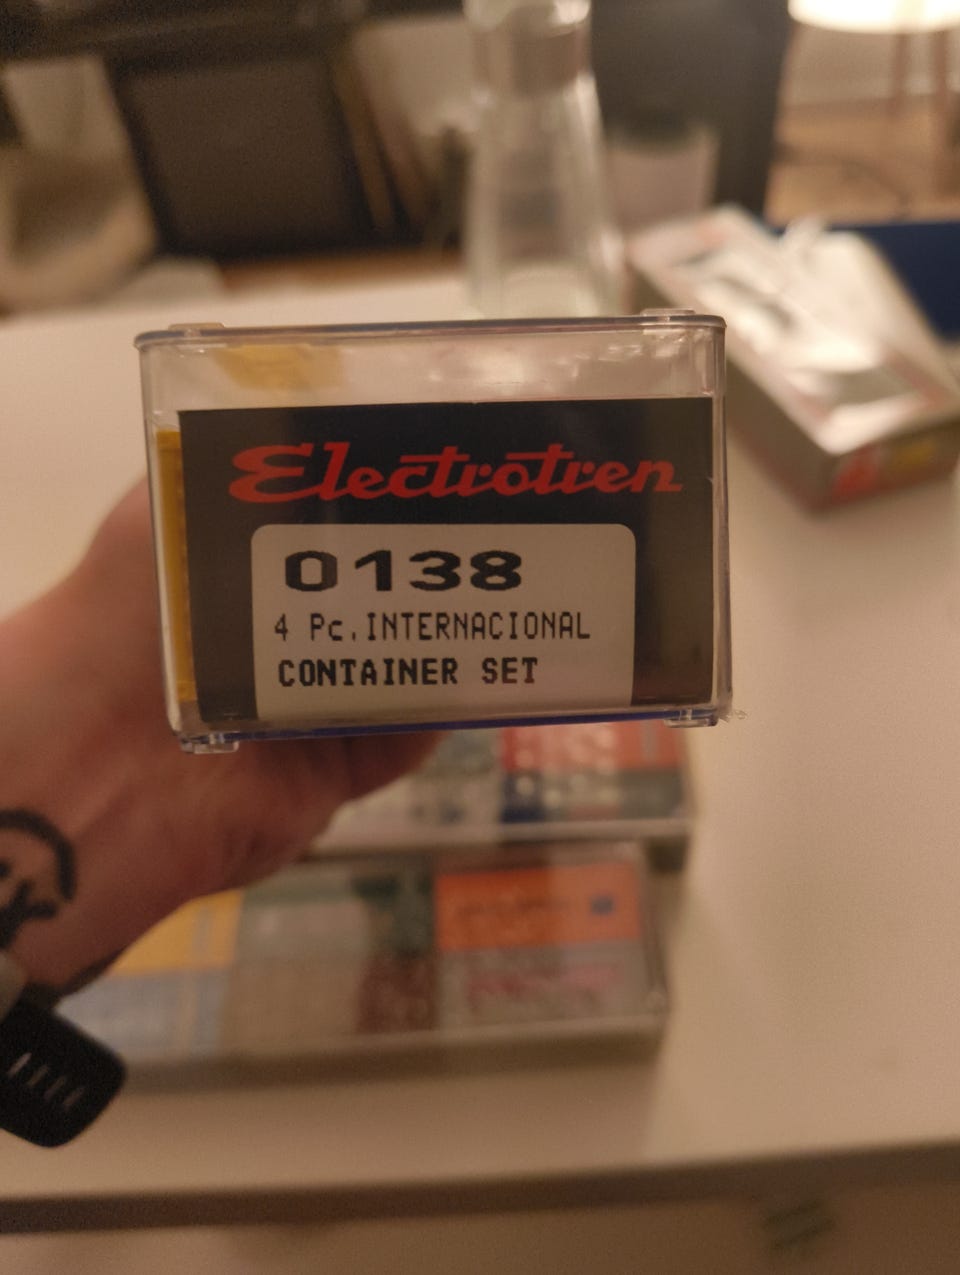 Electrotren
0138
4 Pc.INTERNACIONAL
CONTAINER SET